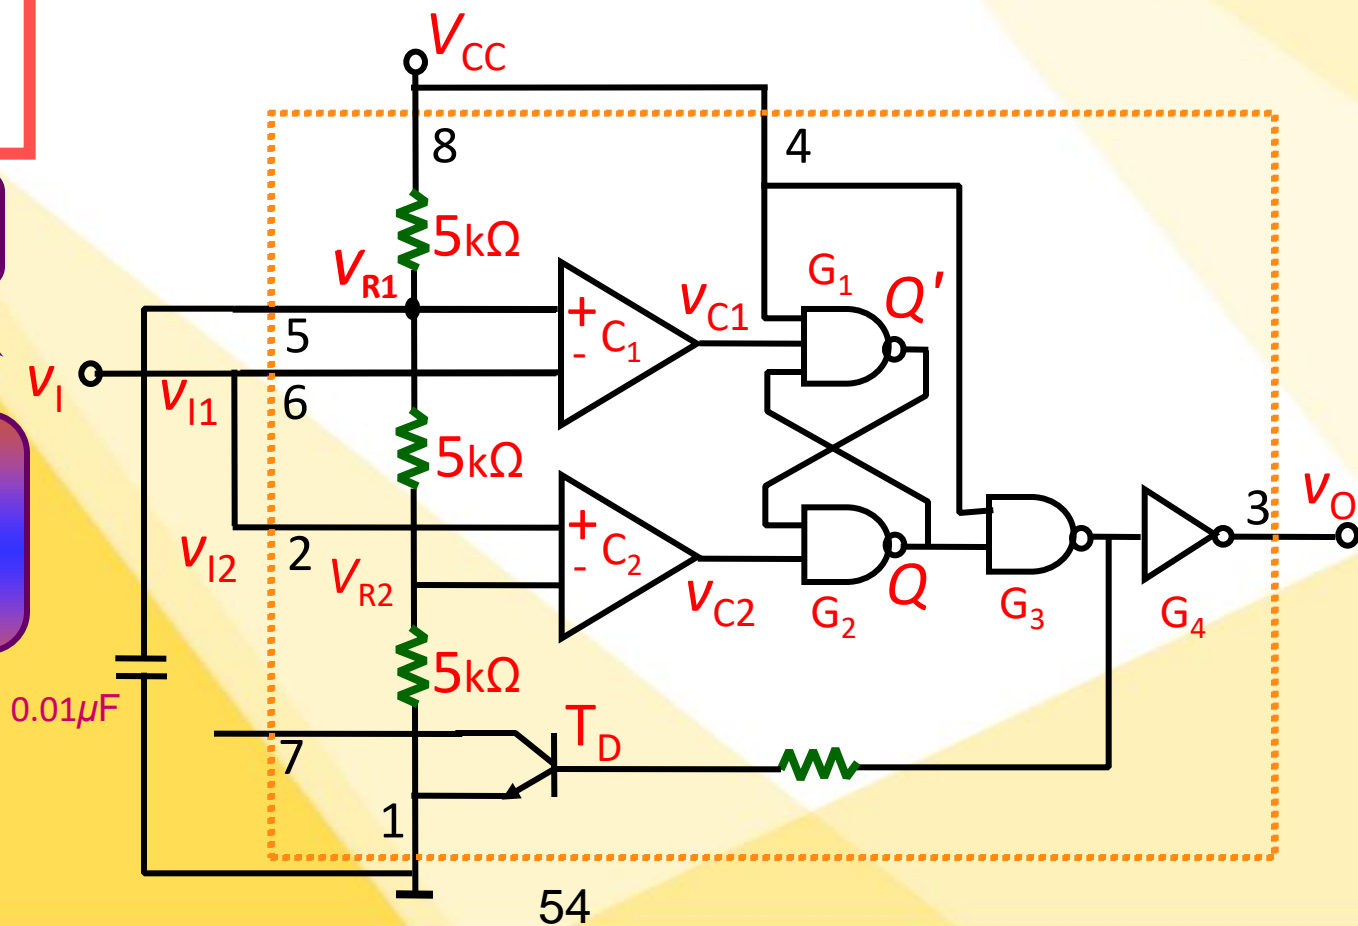 VCC
8
4
5kΩ
vR1
G1
Q'
vC1
+
C1
-
5
vI
vI1
6
5kΩ
+
C2
-
vI2
2
VR2
vC2
G2
Q
G3
G4
3
vO
5kΩ
0.01μF
7
TD
1
54